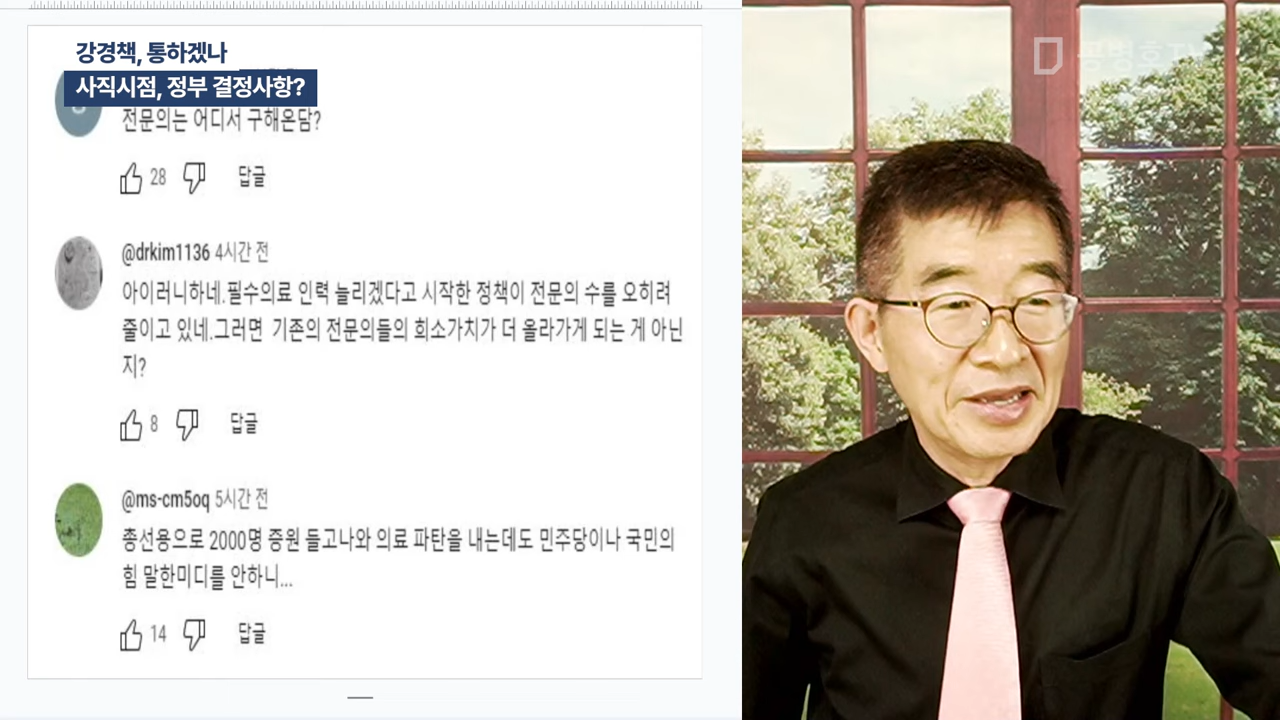 강경책, 통하겠나
사직시점, 정부 결정사항?
전문의는 어디서 구해온담?
28 답글
@drkim1136 4시간 전
아이러니하네.필수의료 인력 늘리겠다고 시작한 정책이 전문의 수를 오히려
줄이고 있네.그러면 기존의 전문의들의 희소가치가 더 올라가게 되는 게 아닌
지?
8 답글
@ms-cm5oq 5시간 전
총선용으로 2000명 증원 들고나와 의료 파탄을 내는데도 민주당이나 국민의
힘 말한미디를 안하니...
14 답글
공병호TV